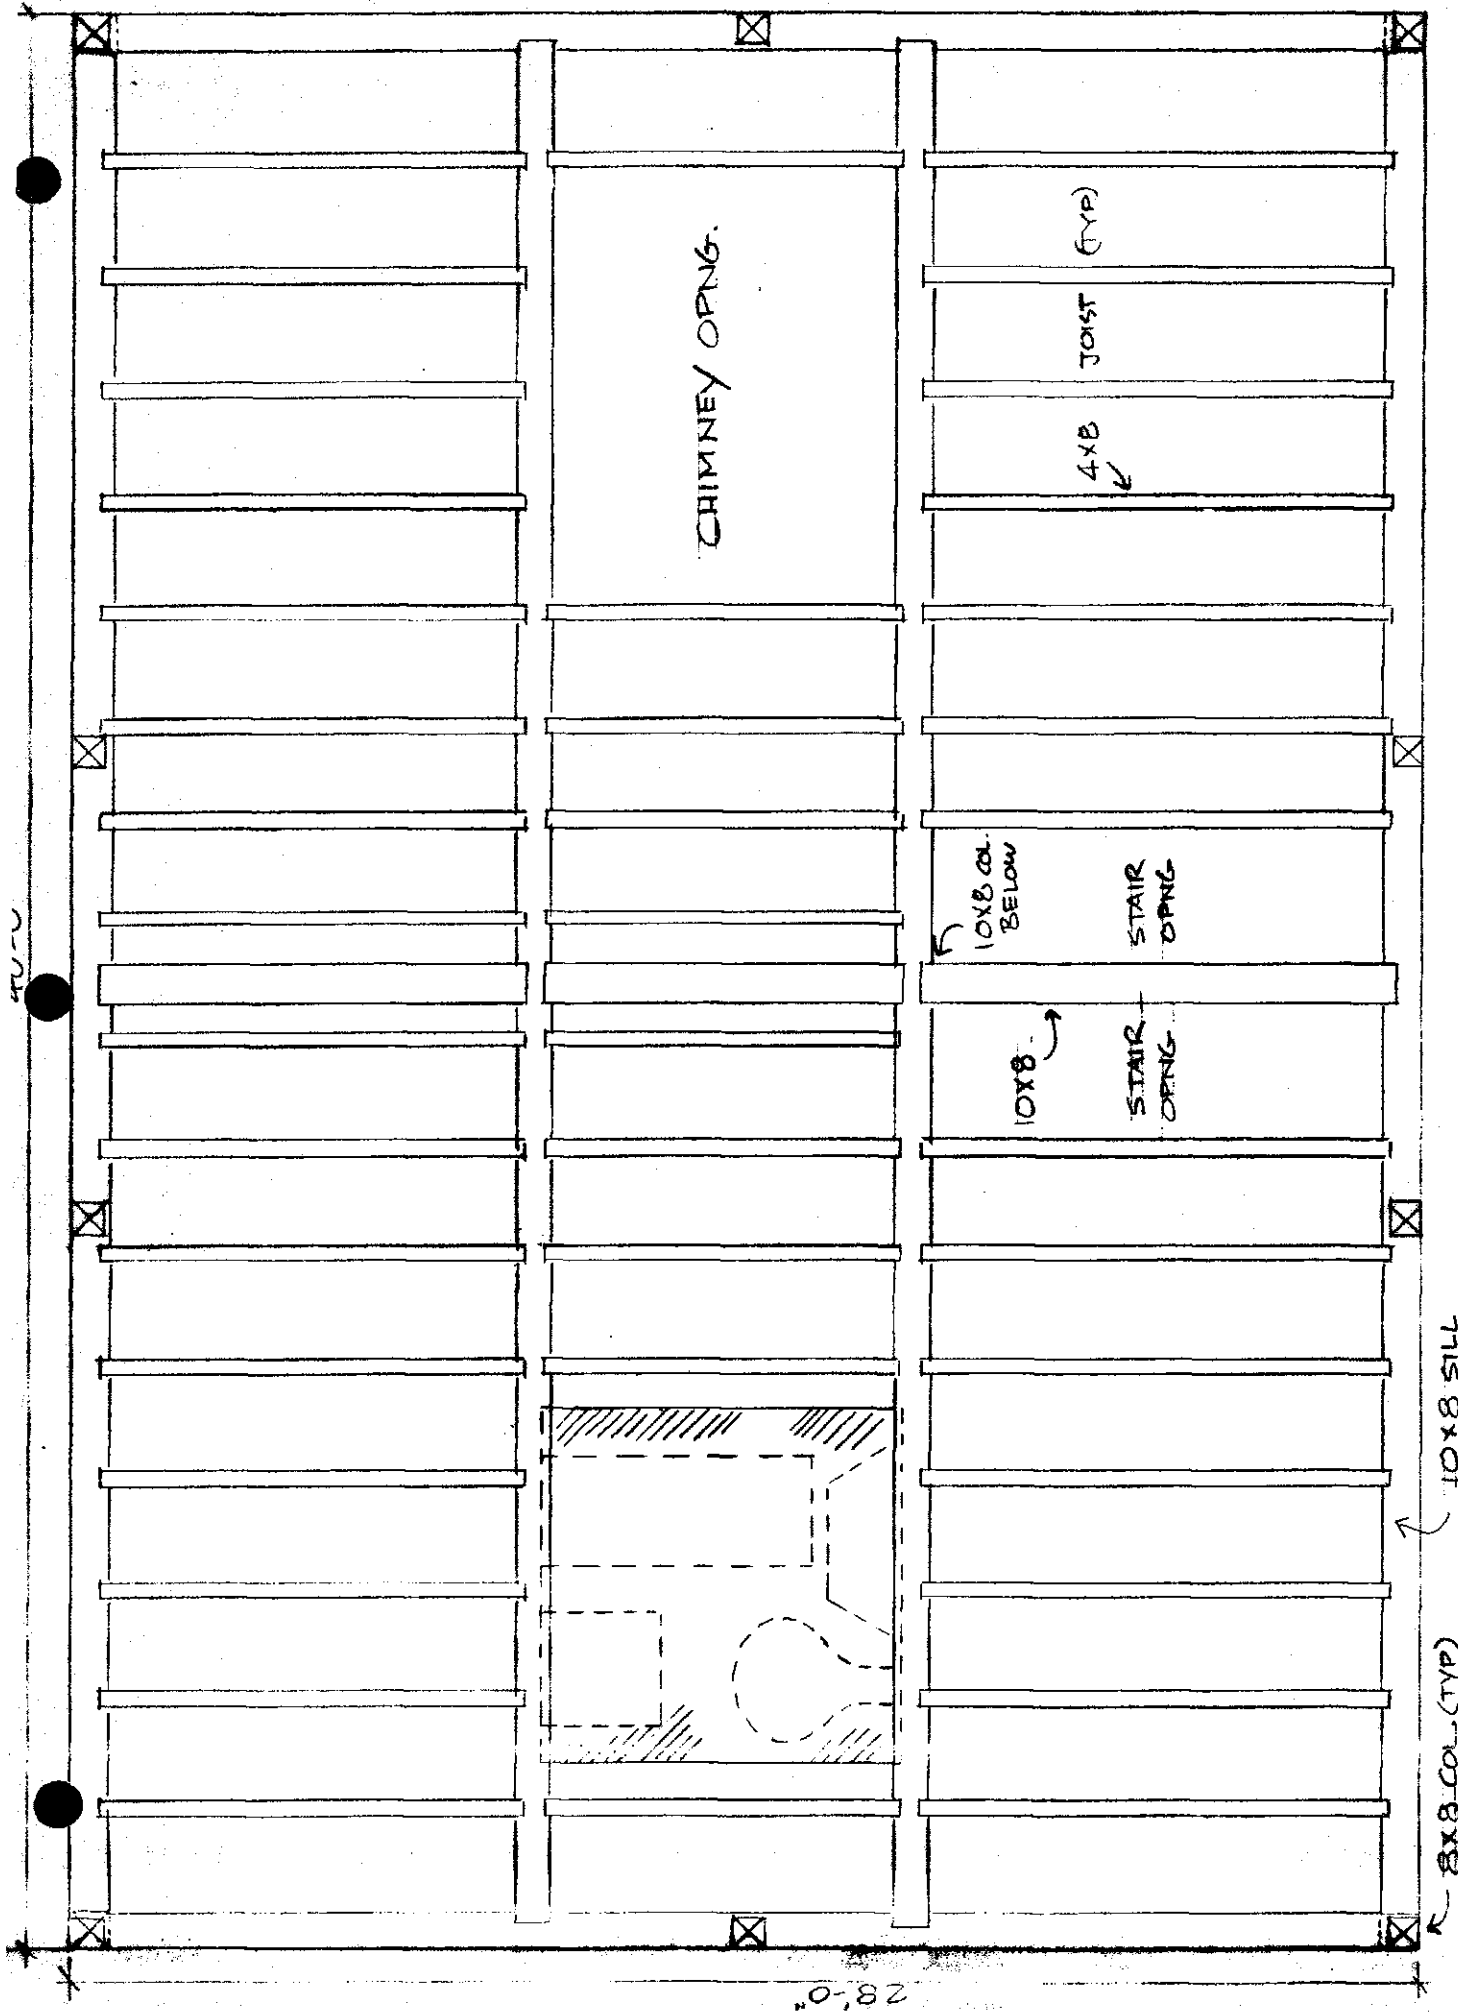 CHIMNEY OPNG.
4X8 JOIST (TYP)
10X8 COL.
BELOW
STAIR
OPNG
10X8
STAIR
OPNG
10X8 SILL
8X8 COL. (TYP)
28'-0"